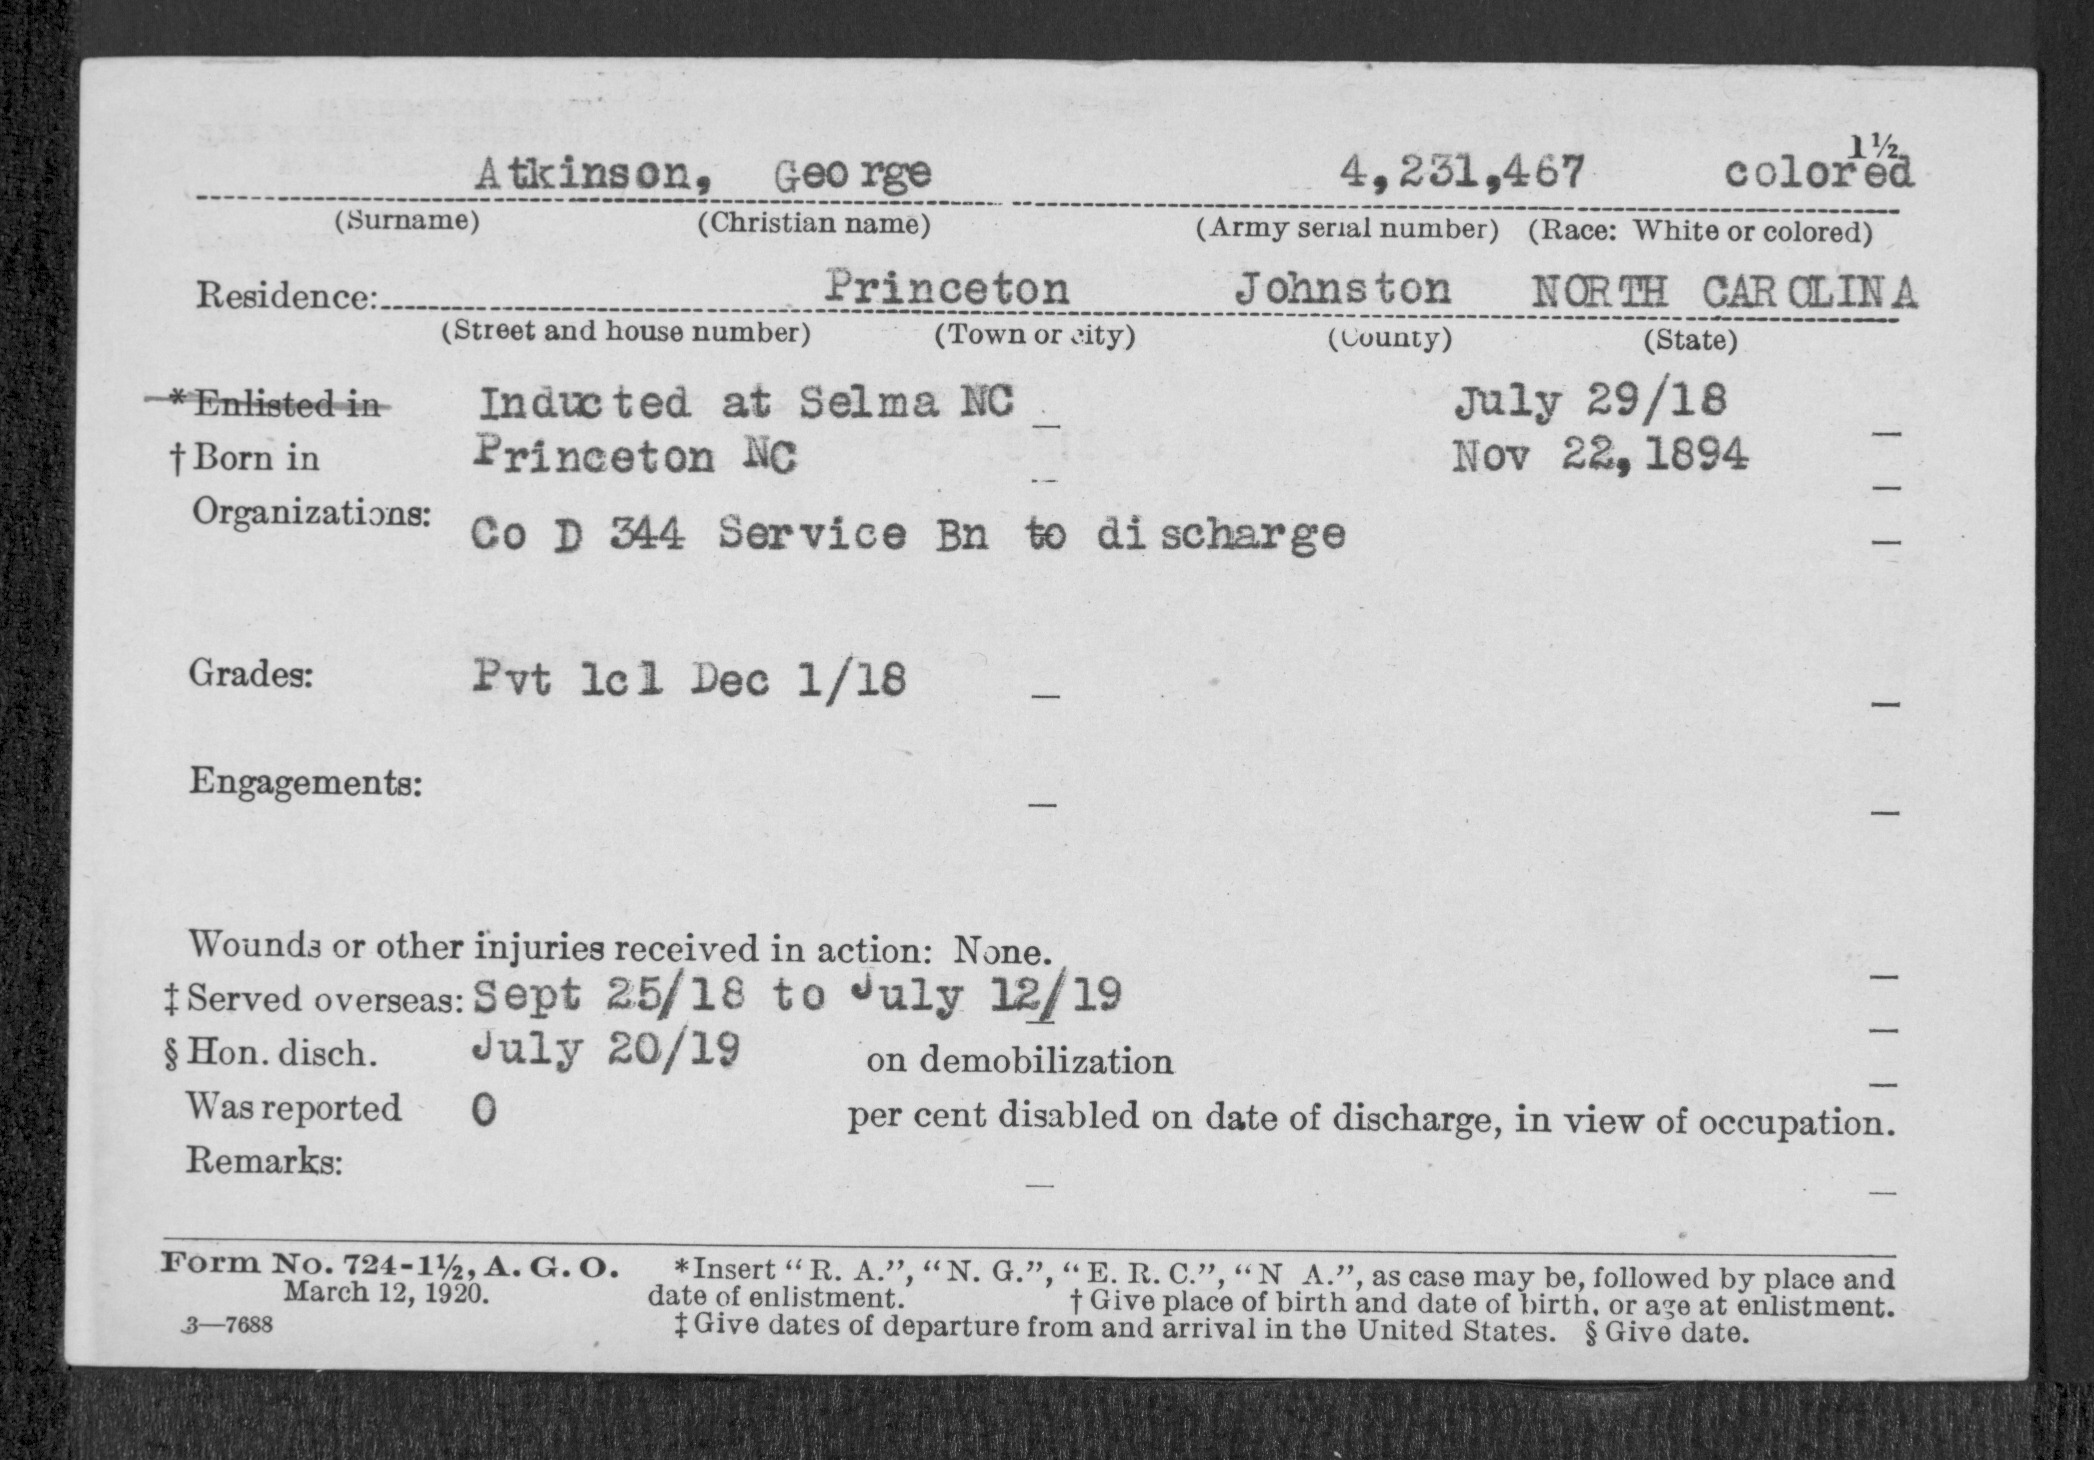 1½
Atkinson, George 4,231,467 colored
(Surname) (Christian name) (Army serial number) (Race: White or colored)
Residence: Princeton Johnston NORTH CAROLINA
(Street and house number) (Town or city) (County) (State)
*Enlisted in Inducted at Selma NC _ July 29/18 _
†Born in Princeton NC -- Nov 22, 1894 _
Organizations: Co D 344 Service Bn to discharge _
Grades: Pvt 1cl Dec 1/18 _ _
Engagements: _ _
Wounds or other injuries received in action: None. _
‡Served overseas: Sept 25/18 to July 12/19 _
§Hon. disch. July 20/19 on demobilization _
Was reported 0 per cent disabled on date of discharge, in view of occupation.
Remarks: _ _
Form No. 724-1½, A. G. O. *Insert “R. A.”, “N. G.”, “E. R. C.”, “N A.”, as case may be, followed by place and
March 12, 1920. date of enlistment. †Give place of birth and date of birth, or age at enlistment.
3—7688 ‡Give dates of departure from and arrival in the United States. §Give date.